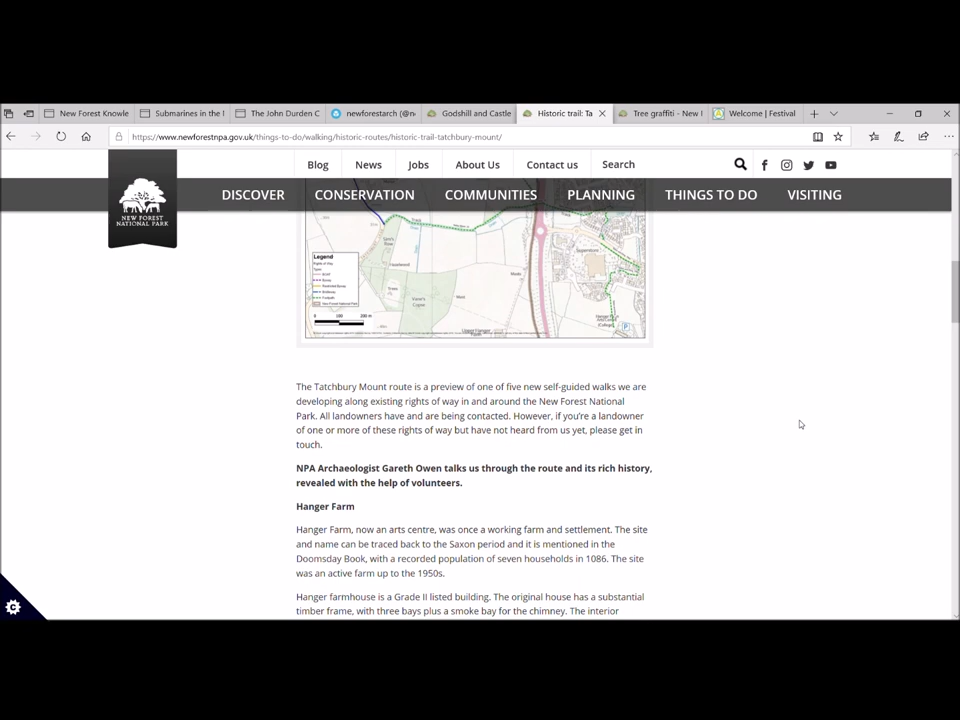 New Forest Knowle
Submarines in the I
The John Durden C
newforestarch (@ne
Godshill and Castle
Historic trail: Ta
Tree graffiti - New I
Welcome | Festival
https://www.newforestnpa.gov.uk/things-to-do/walking/historic-routes/historic-trail-tatchbury-mount/
Blog News Jobs About Us Contact us Search
NEW FOREST
NATIONAL PARK
DISCOVER CONSERVATION COMMUNITIES PLANNING THINGS TO DO VISITING
Legend
Hazelwood
The Tatchbury Mount route is a preview of one of five new self-guided walks we are
developing along existing rights of way in and around the New Forest National
Park. All landowners have and are being contacted. However, if you're a landowner
of one or more of these rights of way but have not heard from us yet, please get in
touch.
NPA Archaeologist Gareth Owen talks us through the route and its rich history,
revealed with the help of volunteers.
Hanger Farm
Hanger Farm, now an arts centre, was once a working farm and settlement. The site
and name can be traced back to the Saxon period and it is mentioned in the
Doomsday Book, with a recorded population of seven households in 1086. The site
was an active farm up to the 1950s.
Hanger farmhouse is a Grade II listed building. The original house has a substantial
timber frame, with three bays plus a smoke bay for the chimney. The interior